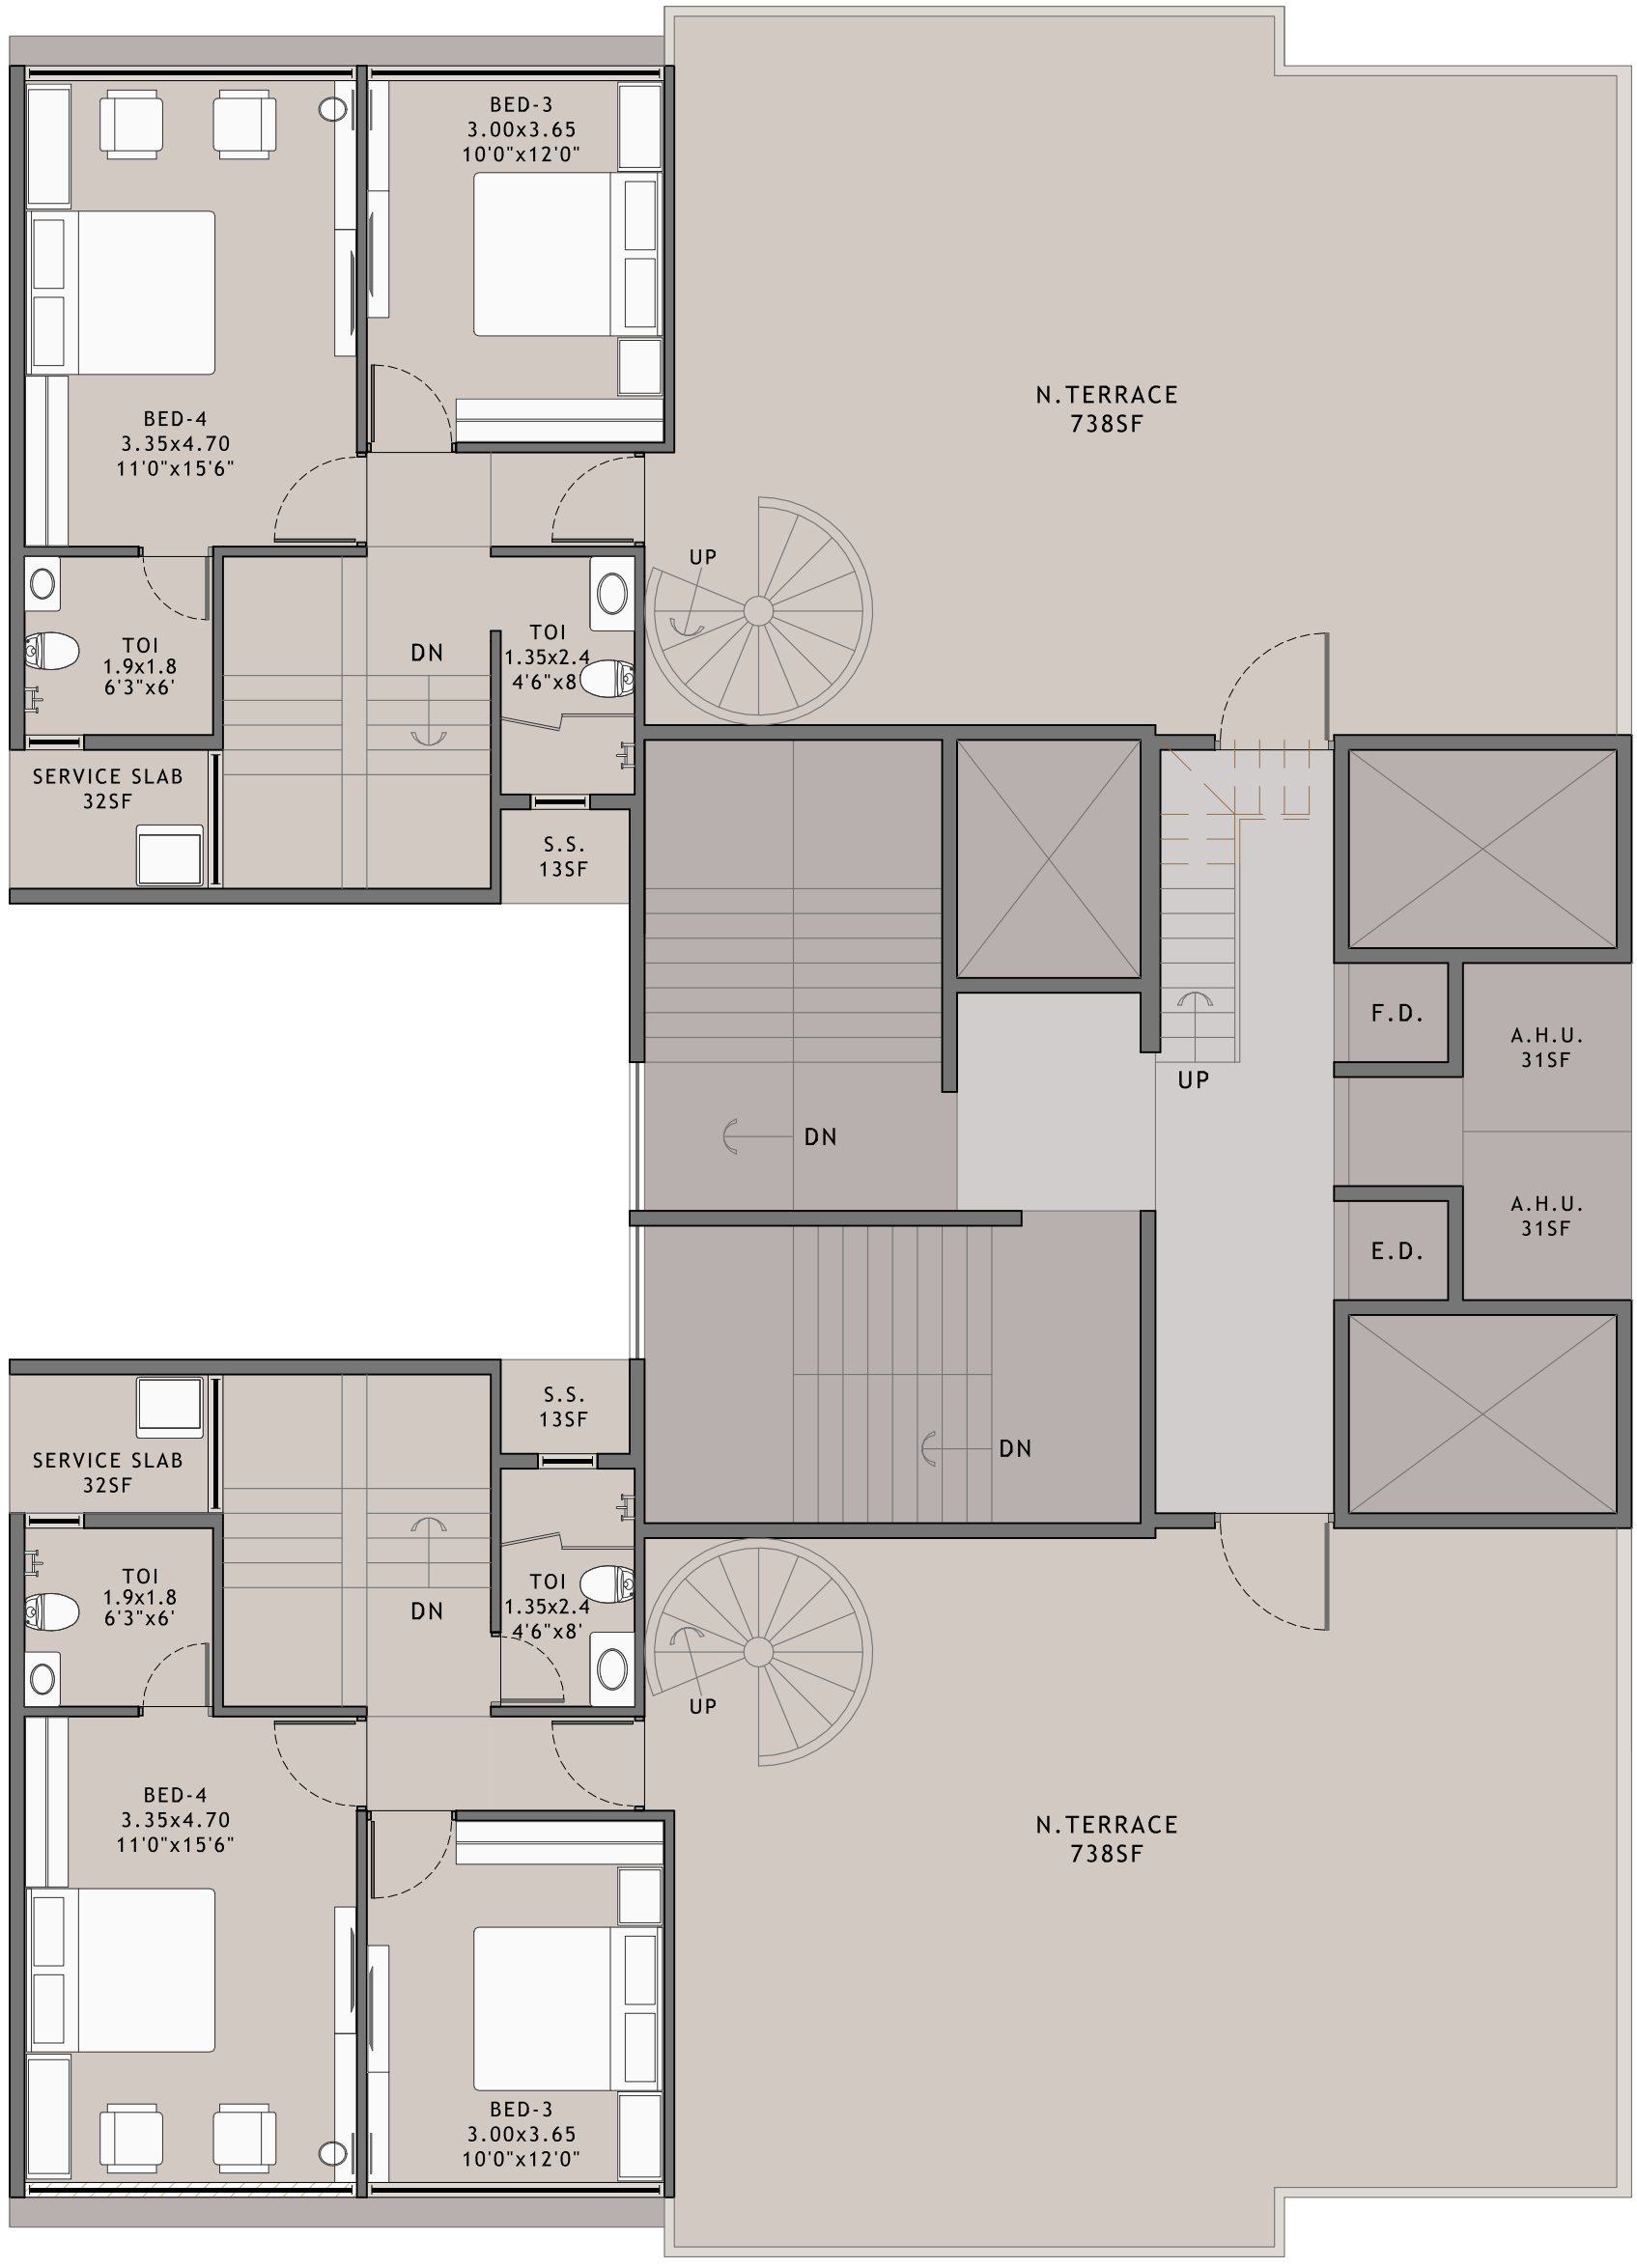 BED-3
3.00x3.65
10'0"x12'0"
N.TERRACE
738SF
BED-4
3.35x4.70
11'0"x15'6"
UP
TOI
1.9x1.8
6'3"x6'
DN
TOI
1.35x2.4
4'6"x8
SERVICE SLAB
32SF
S.S.
13SF
F.D.
A.H.U.
31SF
UP
DN
A.H.U.
31SF
E.D.
S.S.
13SF
DN
SERVICE SLAB
32SF
TOI
1.9x1.8
6'3"x6'
DN
TOI
1.35x2.4
4'6"x8'
UP
BED-4
3.35x4.70
11'0"x15'6"
N.TERRACE
738SF
BED-3
3.00x3.65
10'0"x12'0"